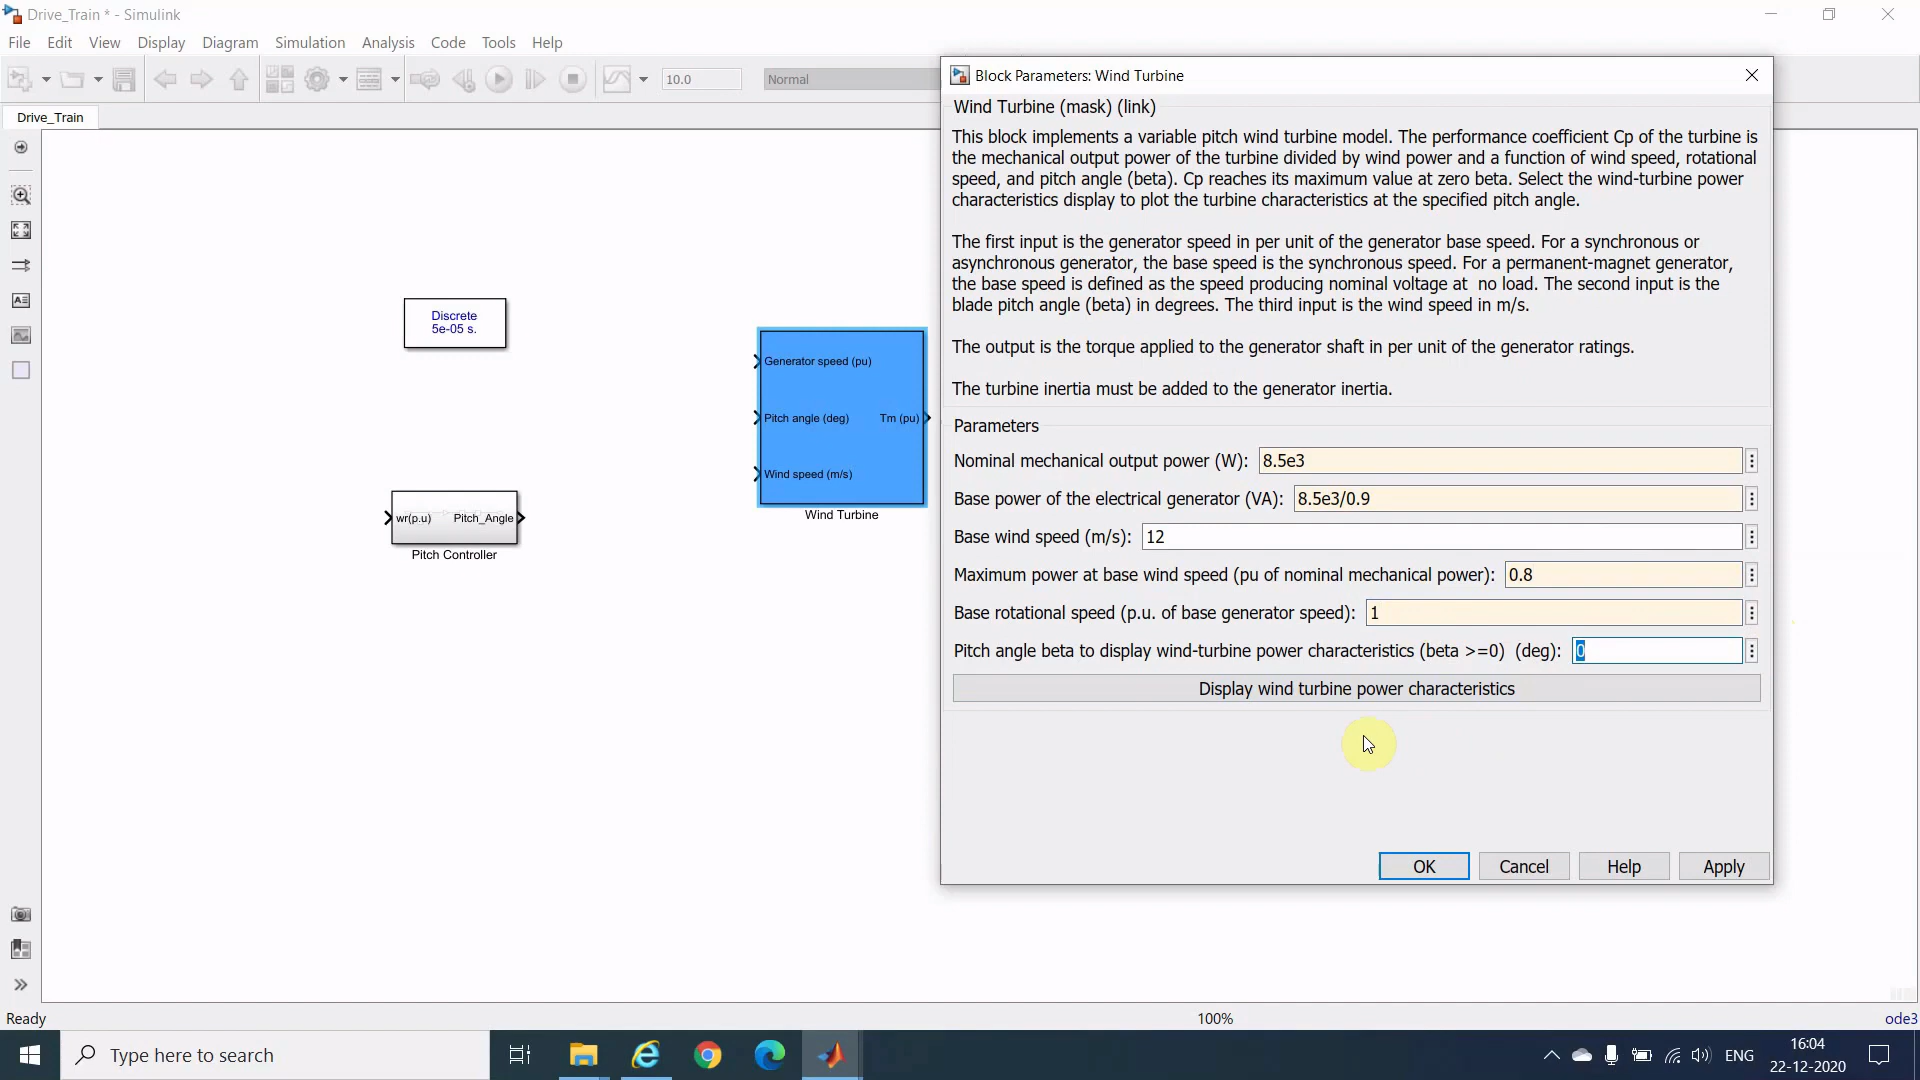 Drive_Train * - Simulink
File Edit View Display Diagram Simulation Analysis Code Tools Help
10.0
Normal
Drive_Train
Discrete
5e-05 s.
wr(p.u) Pitch_Angle
Pitch Controller
Generator speed (pu)
Pitch angle (deg) Tm (pu)
Wind speed (m/s)
Wind Turbine
Block Parameters: Wind Turbine
Wind Turbine (mask) (link)
This block implements a variable pitch wind turbine model. The performance coefficient Cp of the turbine is
the mechanical output power of the turbine divided by wind power and a function of wind speed, rotational
speed, and pitch angle (beta). Cp reaches its maximum value at zero beta. Select the wind-turbine power
characteristics display to plot the turbine characteristics at the specified pitch angle.
The first input is the generator speed in per unit of the generator base speed. For a synchronous or
asynchronous generator, the base speed is the synchronous speed. For a permanent-magnet generator,
the base speed is defined as the speed producing nominal voltage at no load. The second input is the
blade pitch angle (beta) in degrees. The third input is the wind speed in m/s.
The output is the torque applied to the generator shaft in per unit of the generator ratings.
The turbine inertia must be added to the generator inertia.
Parameters
Nominal mechanical output power (W): 8.5e3
Base power of the electrical generator (VA): 8.5e3/0.9
Base wind speed (m/s): 12
Maximum power at base wind speed (pu of nominal mechanical power): 0.8
Base rotational speed (p.u. of base generator speed): 1
Pitch angle beta to display wind-turbine power characteristics (beta >=0) (deg): 0
Display wind turbine power characteristics
OK Cancel Help Apply
Ready 100% ode3
Type here to search
ENG
16:04
22-12-2020